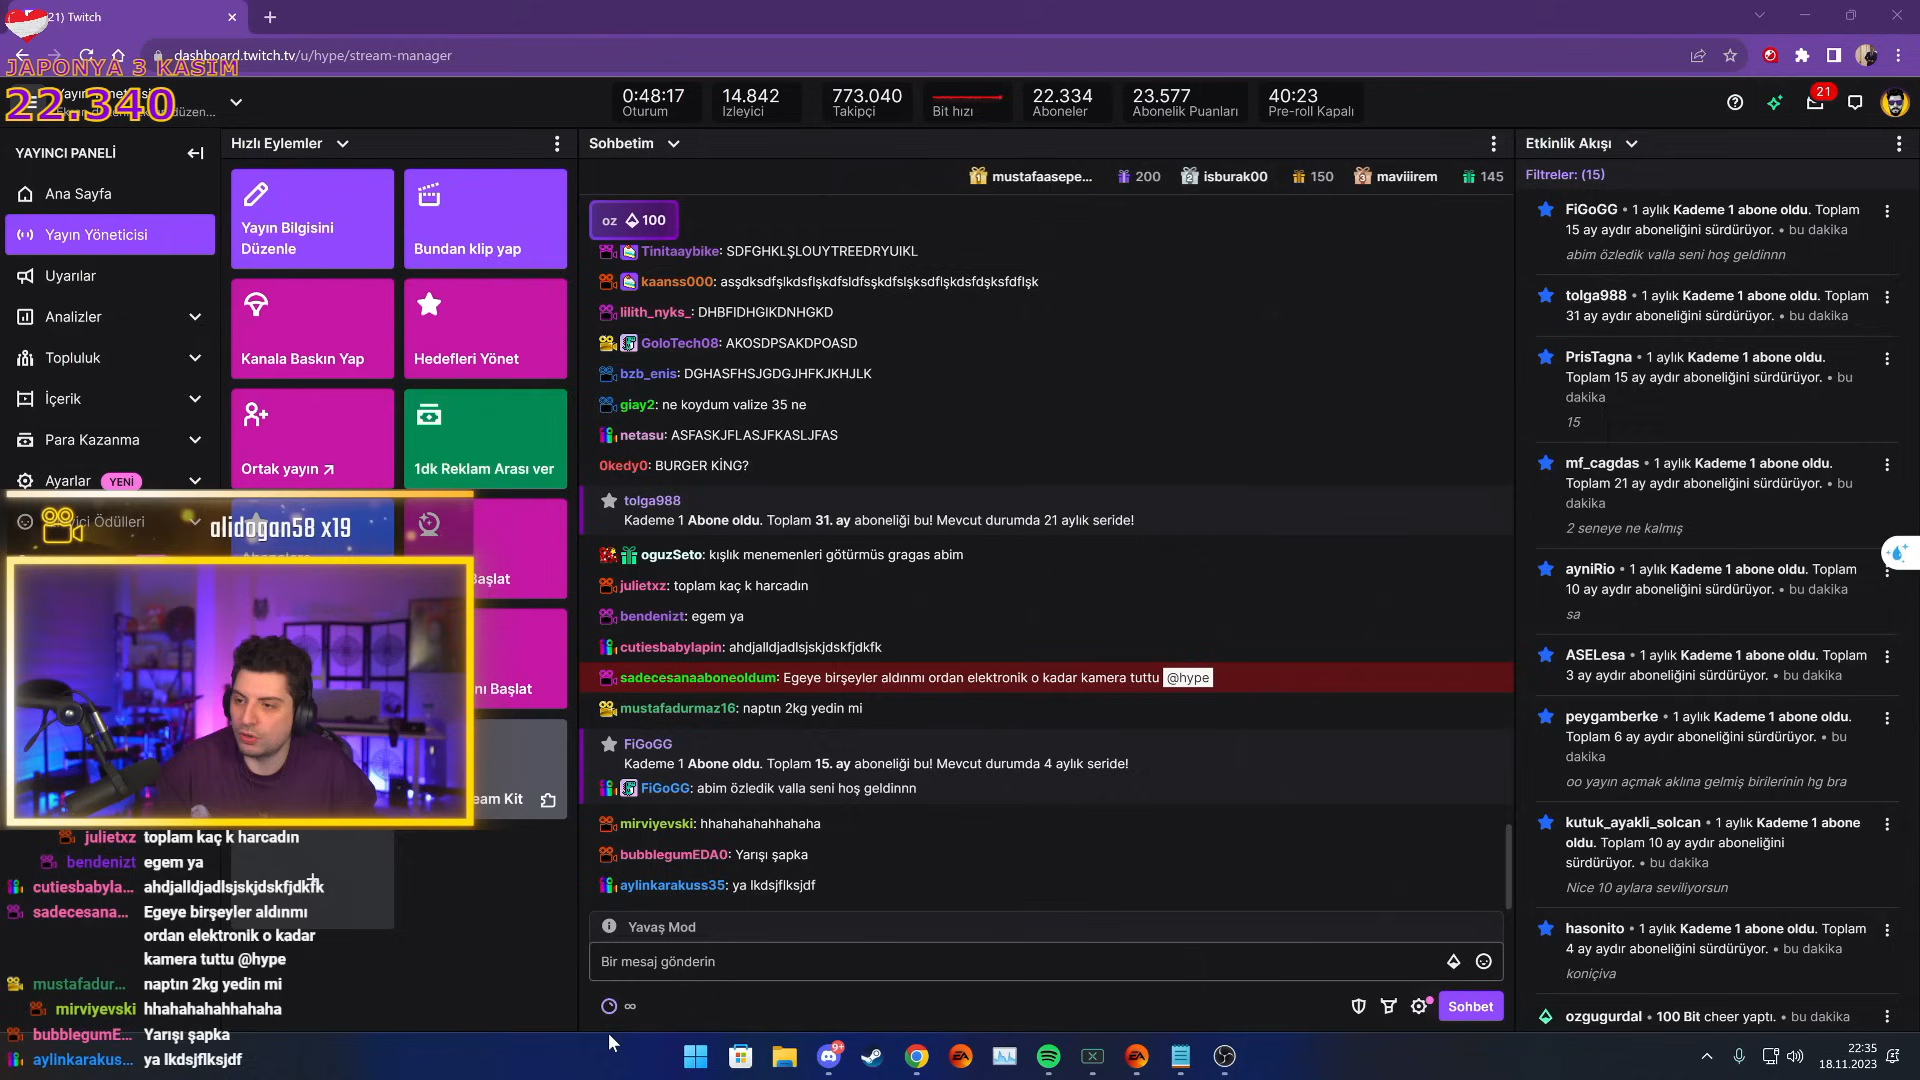 21) Twitch
dashboard.twitch.tv/u/hype/stream-manager
JAPONYA 3 KASIM
22.340
0:48:17
Oturum
14.842
İzleyici
773.040
Takipçi
Bit hızı
22.334
Aboneler
23.577
Abonelik Puanları
40:23
Pre-roll Kapalı
21
YAYINCI PANELİ
Ana Sayfa
Yayın Yöneticisi
Uyarılar
Analizler
Topluluk
İçerik
Para Kazanma
Ayarlar YENİ
alidogan58 x19
Hızlı Eylemler
Yayın Bilgisini
Düzenle
Bundan klip yap
Kanala Baskın Yap
Hedefleri Yönet
Ortak yayın ↗
1dk Reklam Arası ver
julietxz toplam kaç k harcadın
bendenizt egem ya
cutiesbabyla... ahdjalldjadlsjskjdskfjdkfk
sadecesana... Egeye birşeyler aldınmı
ordan elektronik o kadar
kamera tuttu @hype
mustafadur... naptın 2kg yedin mi
mirviyevski hhahahahahhahaha
bubblegumE... Yarışı şapka
aylinkarakus... ya lkdsjflksjdf
Sohbetim
mustafaasepe... 200
isburak00 150
maviiirem 145
oz 100
Tinitaaybike: SDFGHKLŞLOUYTREEDRYUIKL
kaanss000: asşdksdfşlkdsflşkdfsldfsşkdfslşksdflşkdsfdşksfdflşk
lilith_nyks_: DHBFIDHGIKDNHGKD
GoloTech08: AKOSDPSAKDPOASD
bzb_enis: DGHASFHSJGDGJHFKJKHJLK
giay2: ne koydum valize 35 ne
netasu: ASFASKJFLASJFKASLJFAS
0kedy0: BURGER KİNG?
tolga988
Kademe 1 Abone oldu. Toplam 31. ay aboneliği bu! Mevcut durumda 21 aylık seride!
oguzSeto: kışlık menemenleri götürmüs gragas abim
julietxz: toplam kaç k harcadın
bendenizt: egem ya
cutiesbabylapin: ahdjalldjadlsjskjdskfjdkfk
sadecesanaaboneoldum: Egeye birşeyler aldınmı ordan elektronik o kadar kamera tuttu @hype
mustafadurmaz16: naptın 2kg yedin mi
FiGoGG
Kademe 1 Abone oldu. Toplam 15. ay aboneliği bu! Mevcut durumda 4 aylık seride!
FiGoGG: abim özledik valla seni hoş geldinnn
mirviyevski: hhahahahahhahaha
bubblegumEDA0: Yarışı şapka
aylinkarakuss35: ya lkdsjflksjdf
Yavaş Mod
Bir mesaj gönderin
Sohbet
Etkinlik Akışı
Filtreler: (15)
FiGoGG • 1 aylık Kademe 1 abone oldu. Toplam
15 ay aydır aboneliğini sürdürüyor. • bu dakika
abim özledik valla seni hoş geldinnn
tolga988 • 1 aylık Kademe 1 abone oldu. Toplam
31 ay aydır aboneliğini sürdürüyor. • bu dakika
PrisTagna • 1 aylık Kademe 1 abone oldu.
Toplam 15 ay aydır aboneliğini sürdürüyor. • bu
dakika
15
mf_cagdas • 1 aylık Kademe 1 abone oldu.
Toplam 21 ay aydır aboneliğini sürdürüyor. • bu
dakika
2 seneye ne kalmış
ayniRio • 1 aylık Kademe 1 abone oldu. Toplam
10 ay aydır aboneliğini sürdürüyor. • bu dakika
sa
ASELesa • 1 aylık Kademe 1 abone oldu. Toplam
3 ay aydır aboneliğini sürdürüyor. • bu dakika
peygamberke • 1 aylık Kademe 1 abone oldu.
Toplam 6 ay aydır aboneliğini sürdürüyor. • bu
dakika
oo yayın açmak aklına gelmiş birilerinin hg bra
kutuk_ayakli_solcan • 1 aylık Kademe 1 abone
oldu. Toplam 10 ay aydır aboneliğini
sürdürüyor. • bu dakika
Nice 10 aylara seviliyorsun
hasonito • 1 aylık Kademe 1 abone oldu. Toplam
4 ay aydır aboneliğini sürdürüyor. • bu dakika
koniçiva
ozgugurdal • 100 Bit cheer yaptı. • bu dakika
9+
22:35
18.11.2023